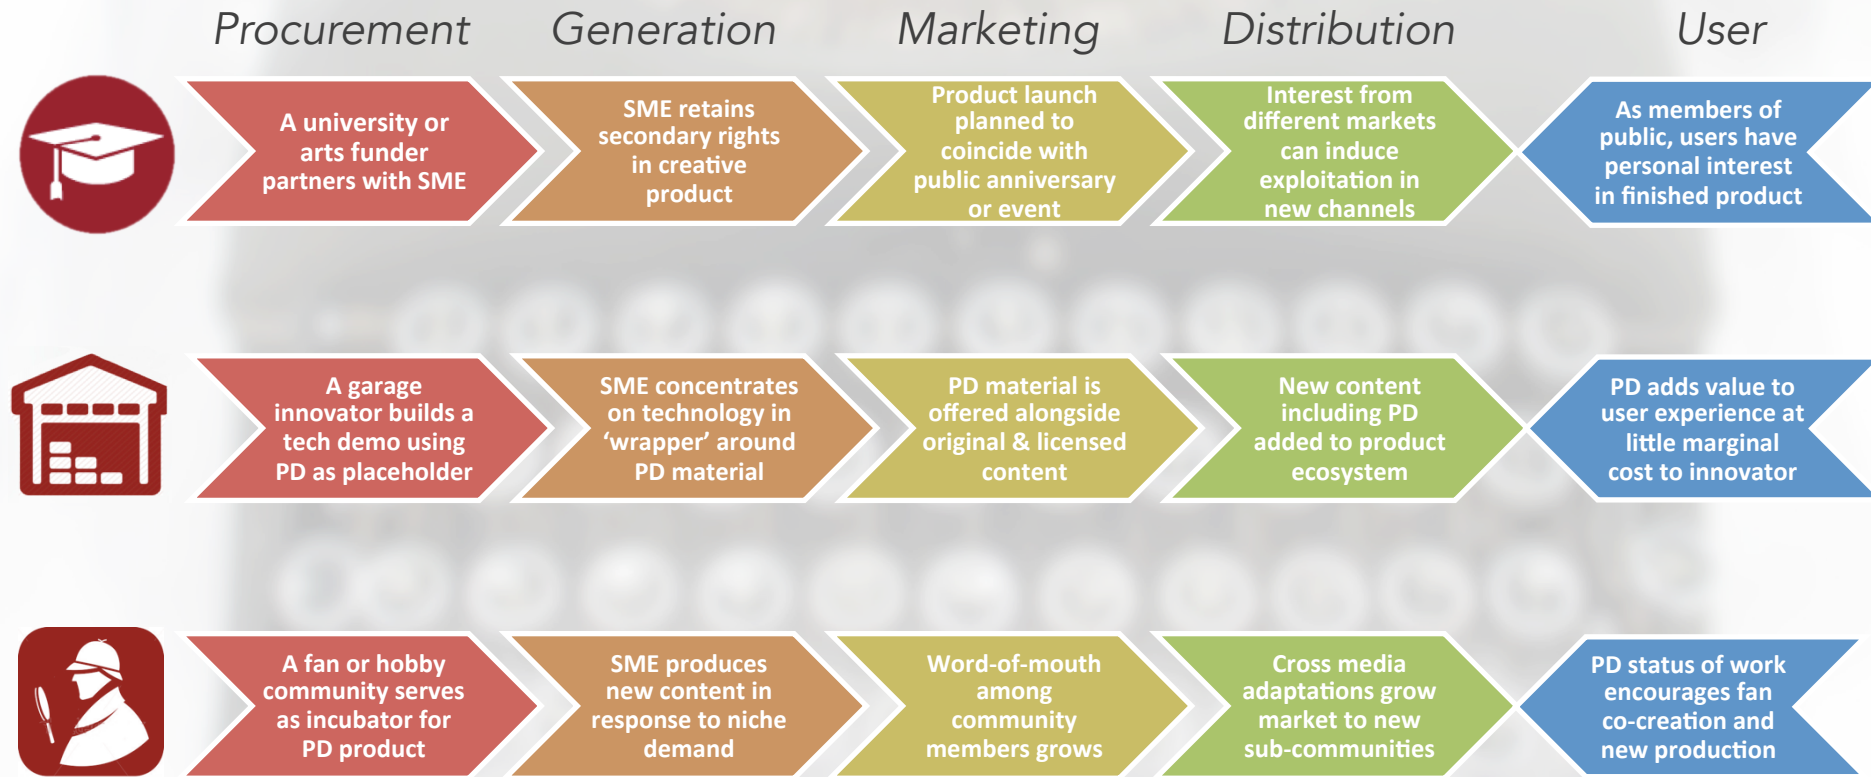 Procurement
Generation
Marketing
Distribution
User
A university or
arts funder
partners with SME
SME retains
secondary rights
in creative
product
Product launch
planned to
coincide with
public anniversary
or event
Interest from
different markets
can induce
exploitation in
new channels
As members of
public, users have
personal interest
in finished product
A garage
innovator builds a
tech demo using
PD as placeholder
SME concentrates
on technology in
‘wrapper’ around
PD material
PD material is
offered alongside
original & licensed
content
New content
including PD
added to product
ecosystem
PD adds value to
user experience at
little marginal
cost to innovator
A fan or hobby
community serves
as incubator for
PD product
SME produces
new content in
response to niche
demand
Word-of-mouth
among
community
members grows
Cross media
adaptations grow
market to new
sub-communities
PD status of work
encourages fan
co-creation and
new production